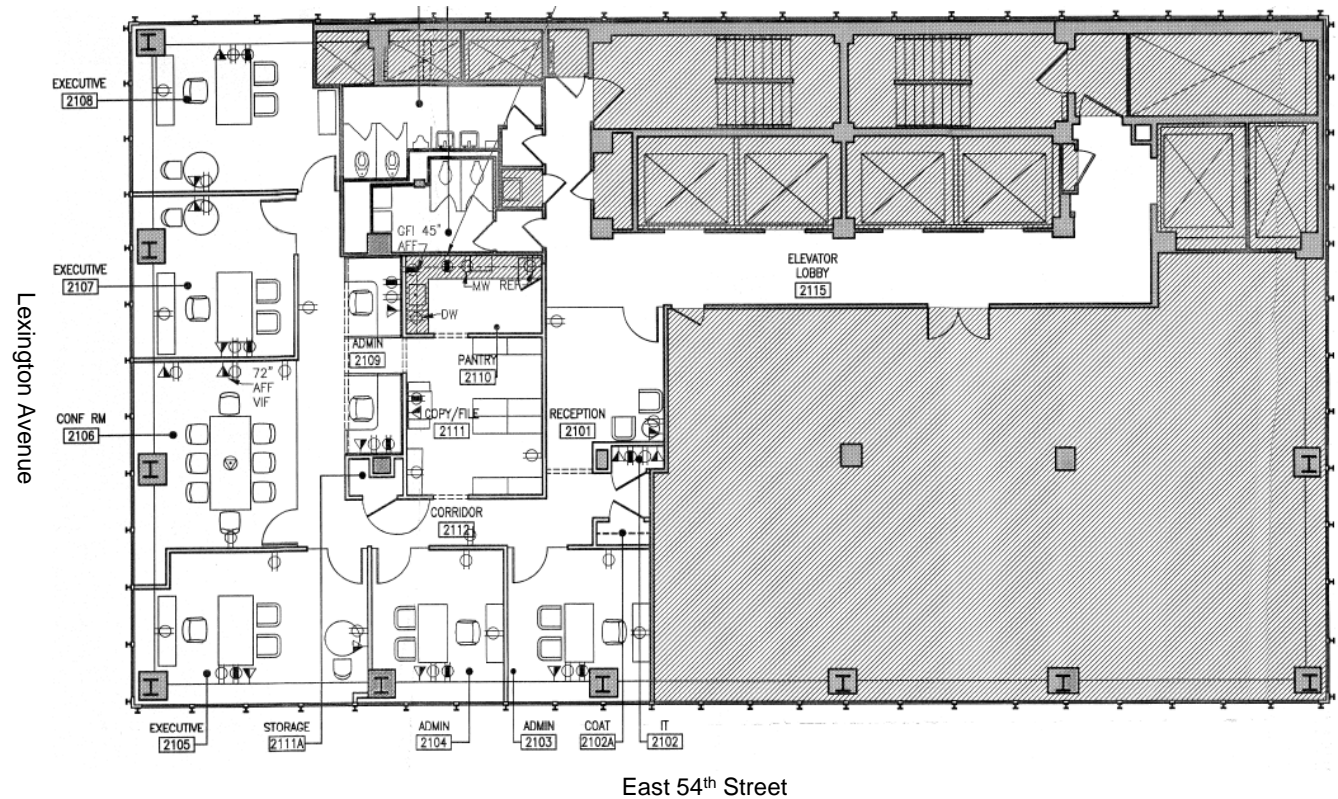 EXECUTIVE
2108
GFI 45"
AFF
ELEVATOR
LOBBY
2115
EXECUTIVE
2107
MW
REF
DW
ADMIN
2109
PANTRY
2110
72"
AFF
VIF
CONF RM
2106
COPY/FILE
2111
RECEPTION
2101
CORRIDOR
2112
EXECUTIVE
2105
STORAGE
2111A
ADMIN
2104
ADMIN
2103
COAT
2102A
IT
2102
Lexington Avenue
East 54th Street